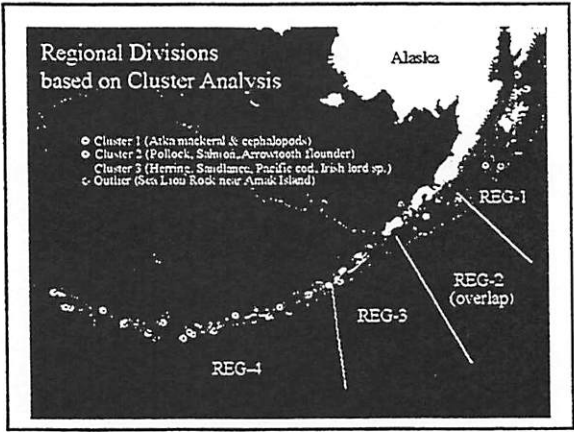 Regional Divisions
based on Cluster Analysis
Alaska
Cluster 1 (Atka mackeral & cephalopods)
Cluster 2 (Pollock, Salmon, Arrowtooth flounder)
Cluster 3 (Herring, Sandlance, Pacific cod, Irish lord sp.)
Outlier (Sea Lion Rock near Amak Island)
REG-1
REG-2
(overlap)
REG-3
REG-4